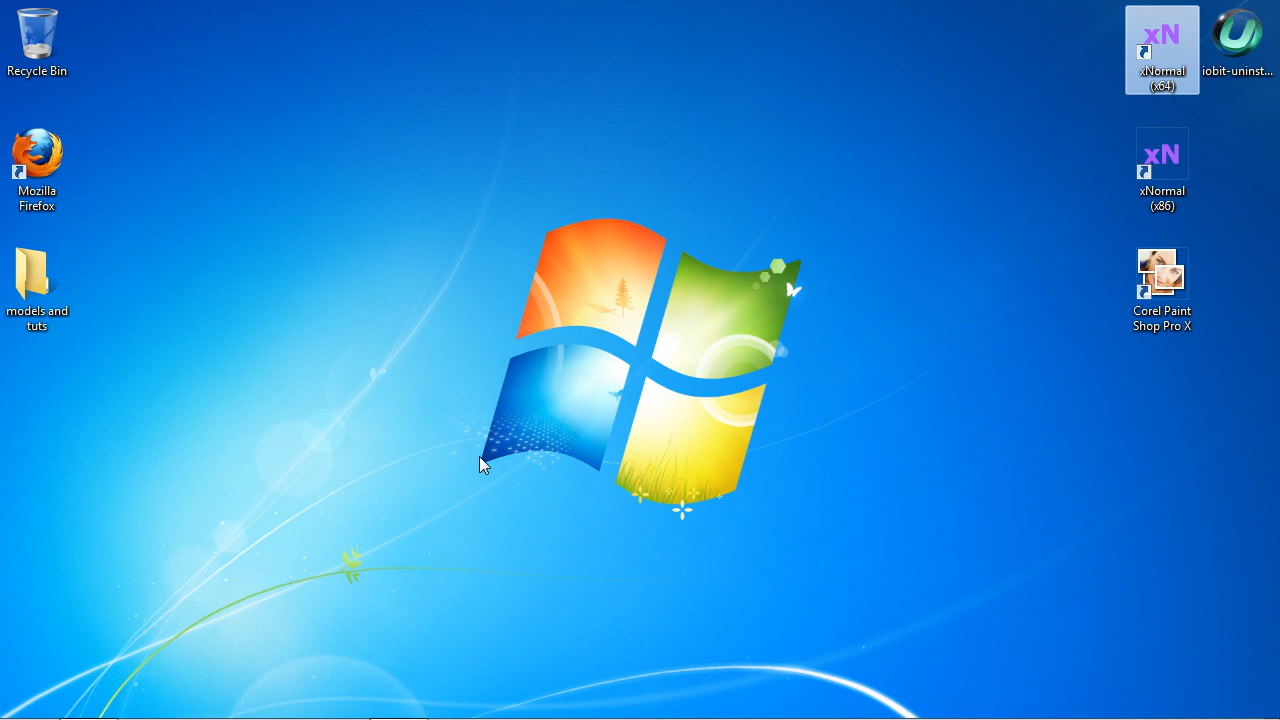 Recycle Bin
Mozilla
Firefox
models and
tuts
xN
xNormal
(x64)
iobit-uninst...
xN
xNormal
(x86)
Corel Paint
Shop Pro X